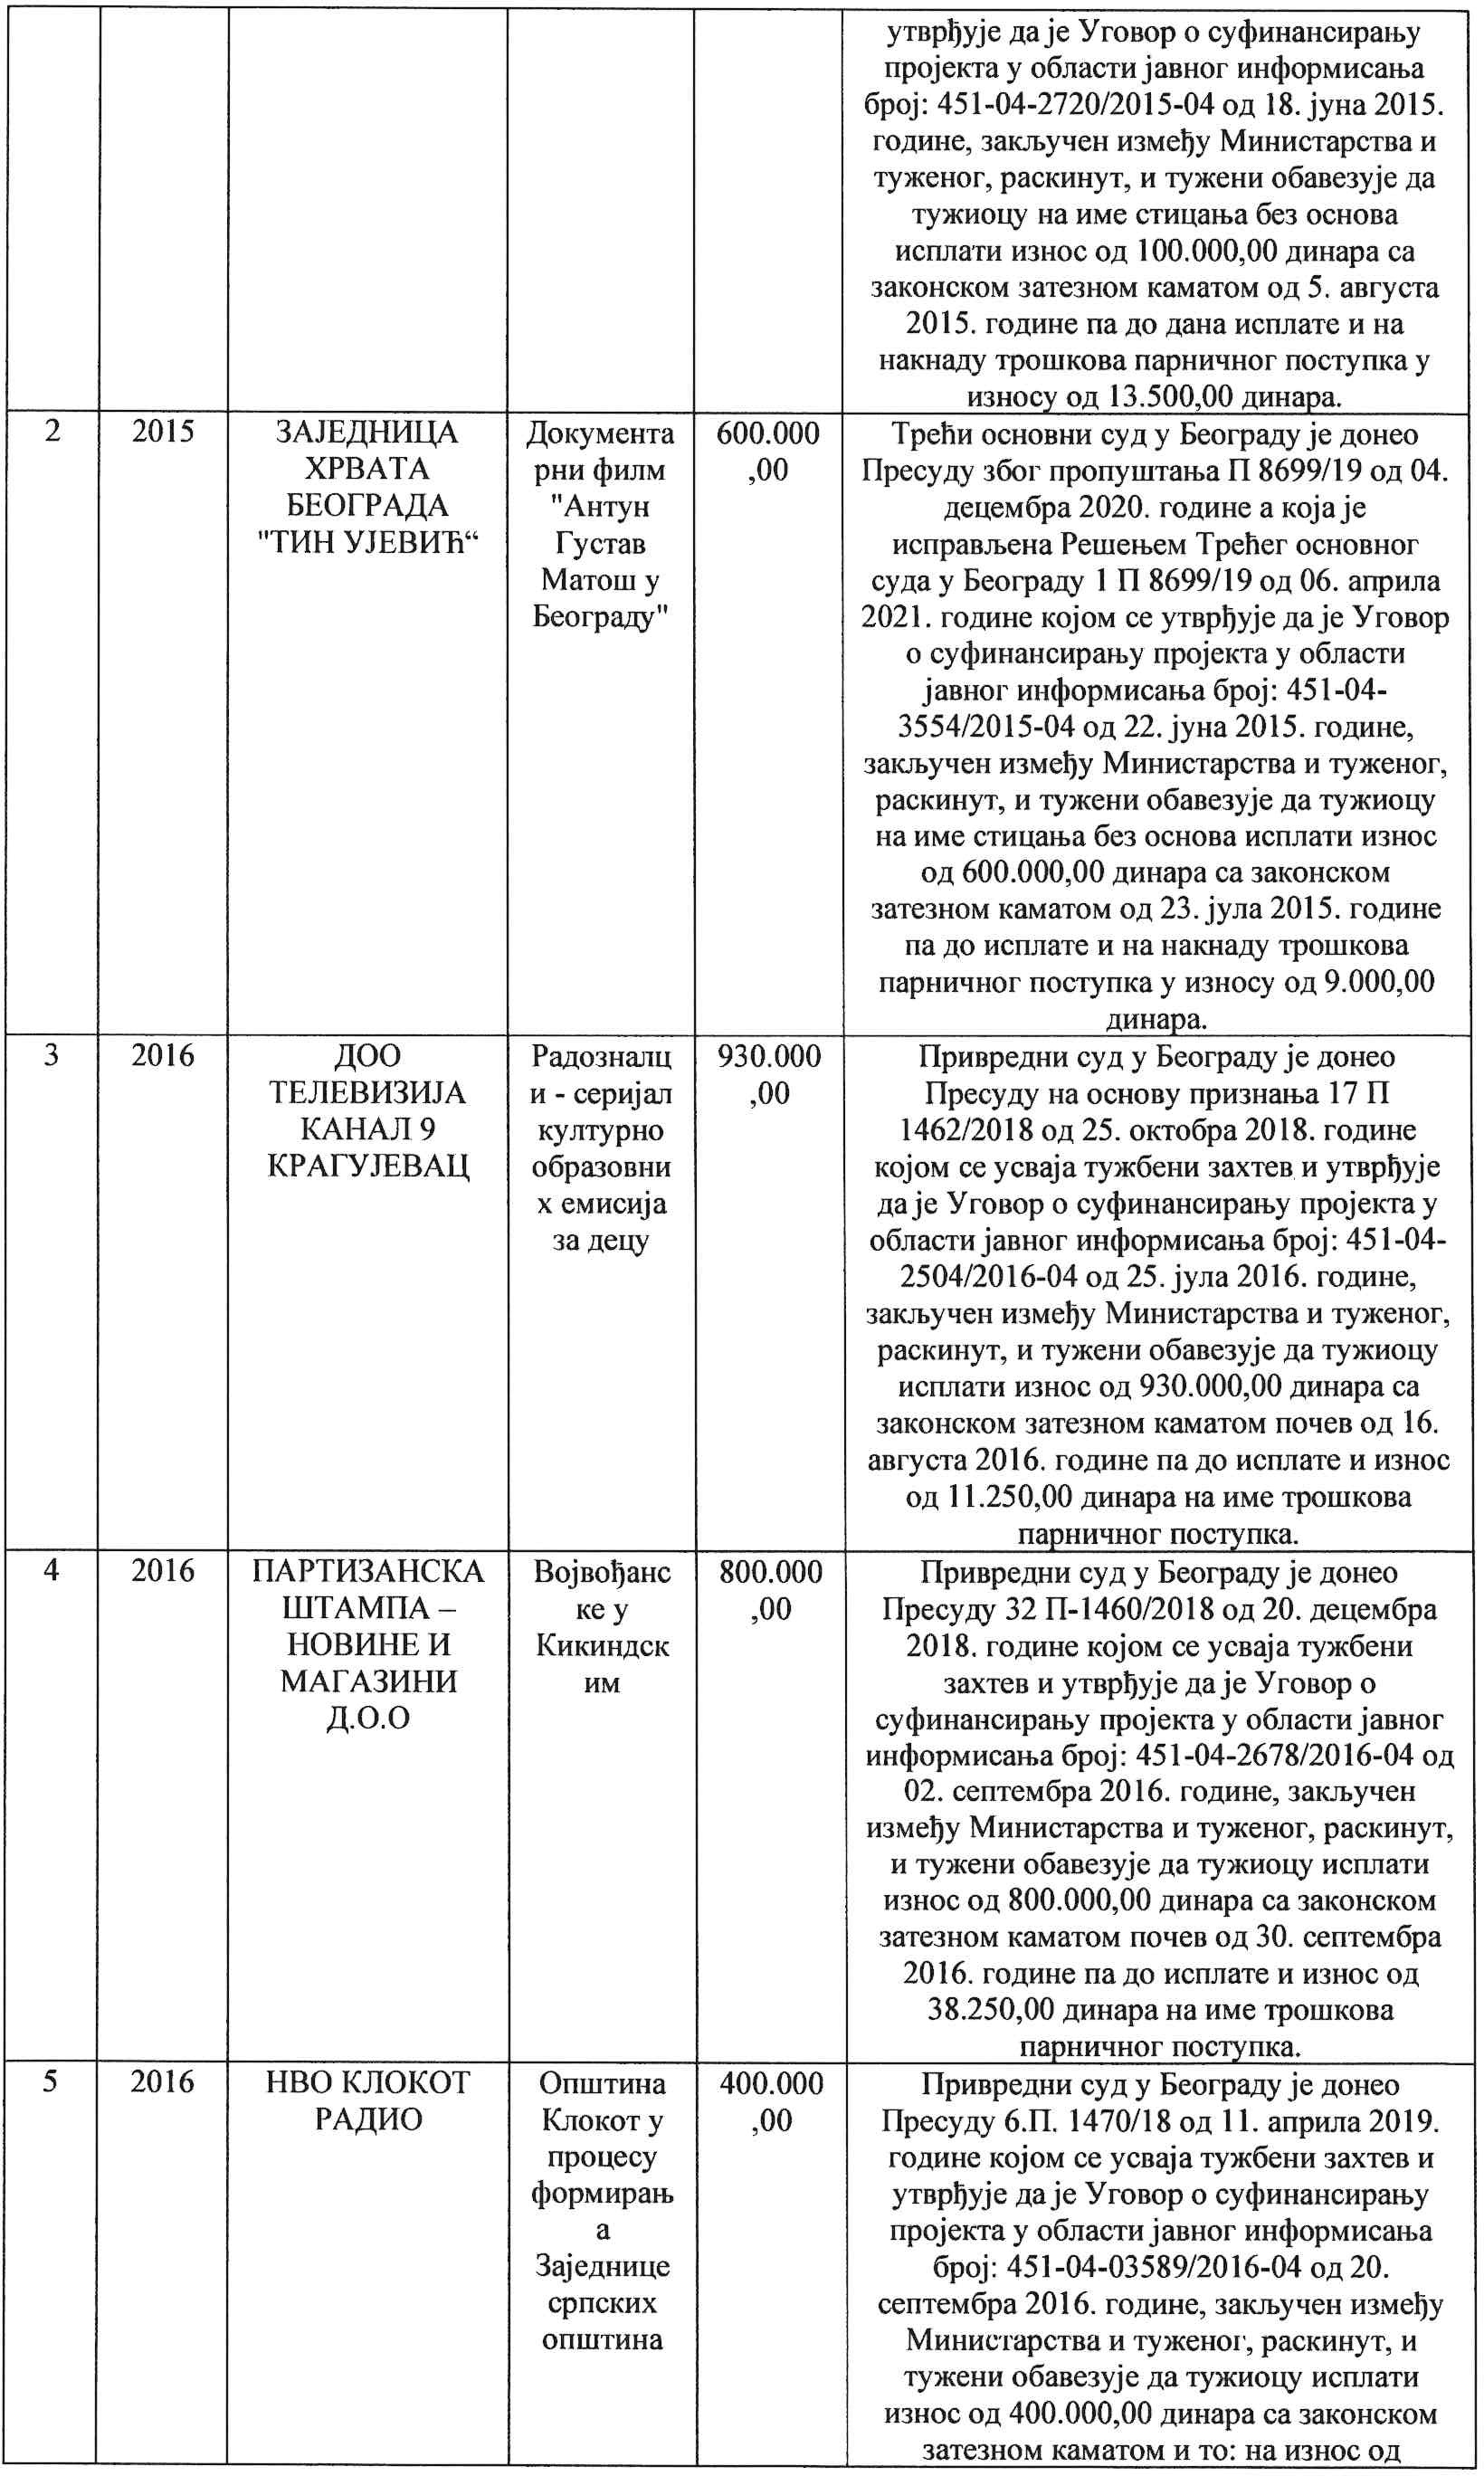 утврђује да је Уговор о суфинансирању
пројекта у области јавног информисања
број: 451-04-2720/2015-04 од 18. јуна 2015.
године, закључен између Министарства и
туженог, раскинут, и тужени обавезује да
тужиоцу на име стицања без основа
исплати износ од 100.000,00 динара са
законском затезном каматом од 5. августа
2015. године па до дана исплате и на
накнаду трошкова парничног поступка у
износу од 13.500,00 динара.
2
2015
ЗАЈЕДНИЦА
ХРВАТА
БЕОГРАДА
"ТИН УЈЕВИЋ“
Документа
рни филм
"Антун
Густав
Матош у
Београду"
600.000
,00
Трећи основни суд у Београду је донео
Пресуду због пропуштања П 8699/19 од 04.
децембра 2020. године а која је
исправљена Решењем Трећег основног
суда у Београду 1 П 8699/19 од 06. априла
2021. године којом се утврђује да је Уговор
о суфинансирању пројекта у области
јавног информисања број: 451-04-
3554/2015-04 од 22. јуна 2015. године,
закључен између Министарства и туженог,
раскинут, и тужени обавезује да тужиоцу
на име стицања без основа исплати износ
од 600.000,00 динара са законском
затезном каматом од 23. јула 2015. године
па до исплате и на накнаду трошкова
парничног поступка у износу од 9.000,00
динара.
3
2016
ДОО
ТЕЛЕВИЗИЈА
КАНАЛ 9
КРАГУЈЕВАЦ
Радозналц
и - серијал
културно
образовни
х емисија
за децу
930.000
,00
Привредни суд у Београду је донео
Пресуду на основу признања 17 П
1462/2018 од 25. октобра 2018. године
којом се усваја тужбени захтев и утврђује
да је Уговор о суфинансирању пројекта у
области јавног информисања број: 451-04-
2504/2016-04 од 25. јула 2016. године,
закључен између Министарства и туженог,
раскинут, и тужени обавезује да тужиоцу
исплати износ од 930.000,00 динара са
законском затезном каматом почев од 16.
августа 2016. године па до исплате и износ
од 11.250,00 динара на име трошкова
парничног поступка.
4
2016
ПАРТИЗАНСКА
ШТАМПА –
НОВИНЕ И
МАГАЗИНИ
Д.О.О
Војвођанс
ке у
Кикиндск
им
800.000
,00
Привредни суд у Београду је донео
Пресуду 32 П-1460/2018 од 20. децембра
2018. године којом се усваја тужбени
захтев и утврђује да је Уговор о
суфинансирању пројекта у области јавног
информисања број: 451-04-2678/2016-04 од
02. септембра 2016. године, закључен
између Министарства и туженог, раскинут,
и тужени обавезује да тужиоцу исплати
износ од 800.000,00 динара са законском
затезном каматом почев од 30. септембра
2016. године па до исплате и износ од
38.250,00 динара на име трошкова
парничног поступка.
5
2016
НВО КЛОКОТ
РАДИО
Општина
Клокот у
процесу
формирањ
а
Заједнице
српских
општина
400.000
,00
Привредни суд у Београду је донео
Пресуду 6.П. 1470/18 од 11. априла 2019.
године којом се усваја тужбени захтев и
утврђује да је Уговор о суфинансирању
пројекта у области јавног информисања
број: 451-04-03589/2016-04 од 20.
септембра 2016. године, закључен између
Министарства и туженог, раскинут, и
тужени обавезује да тужиоцу исплати
износ од 400.000,00 динара са законском
затезном каматом и то: на износ од